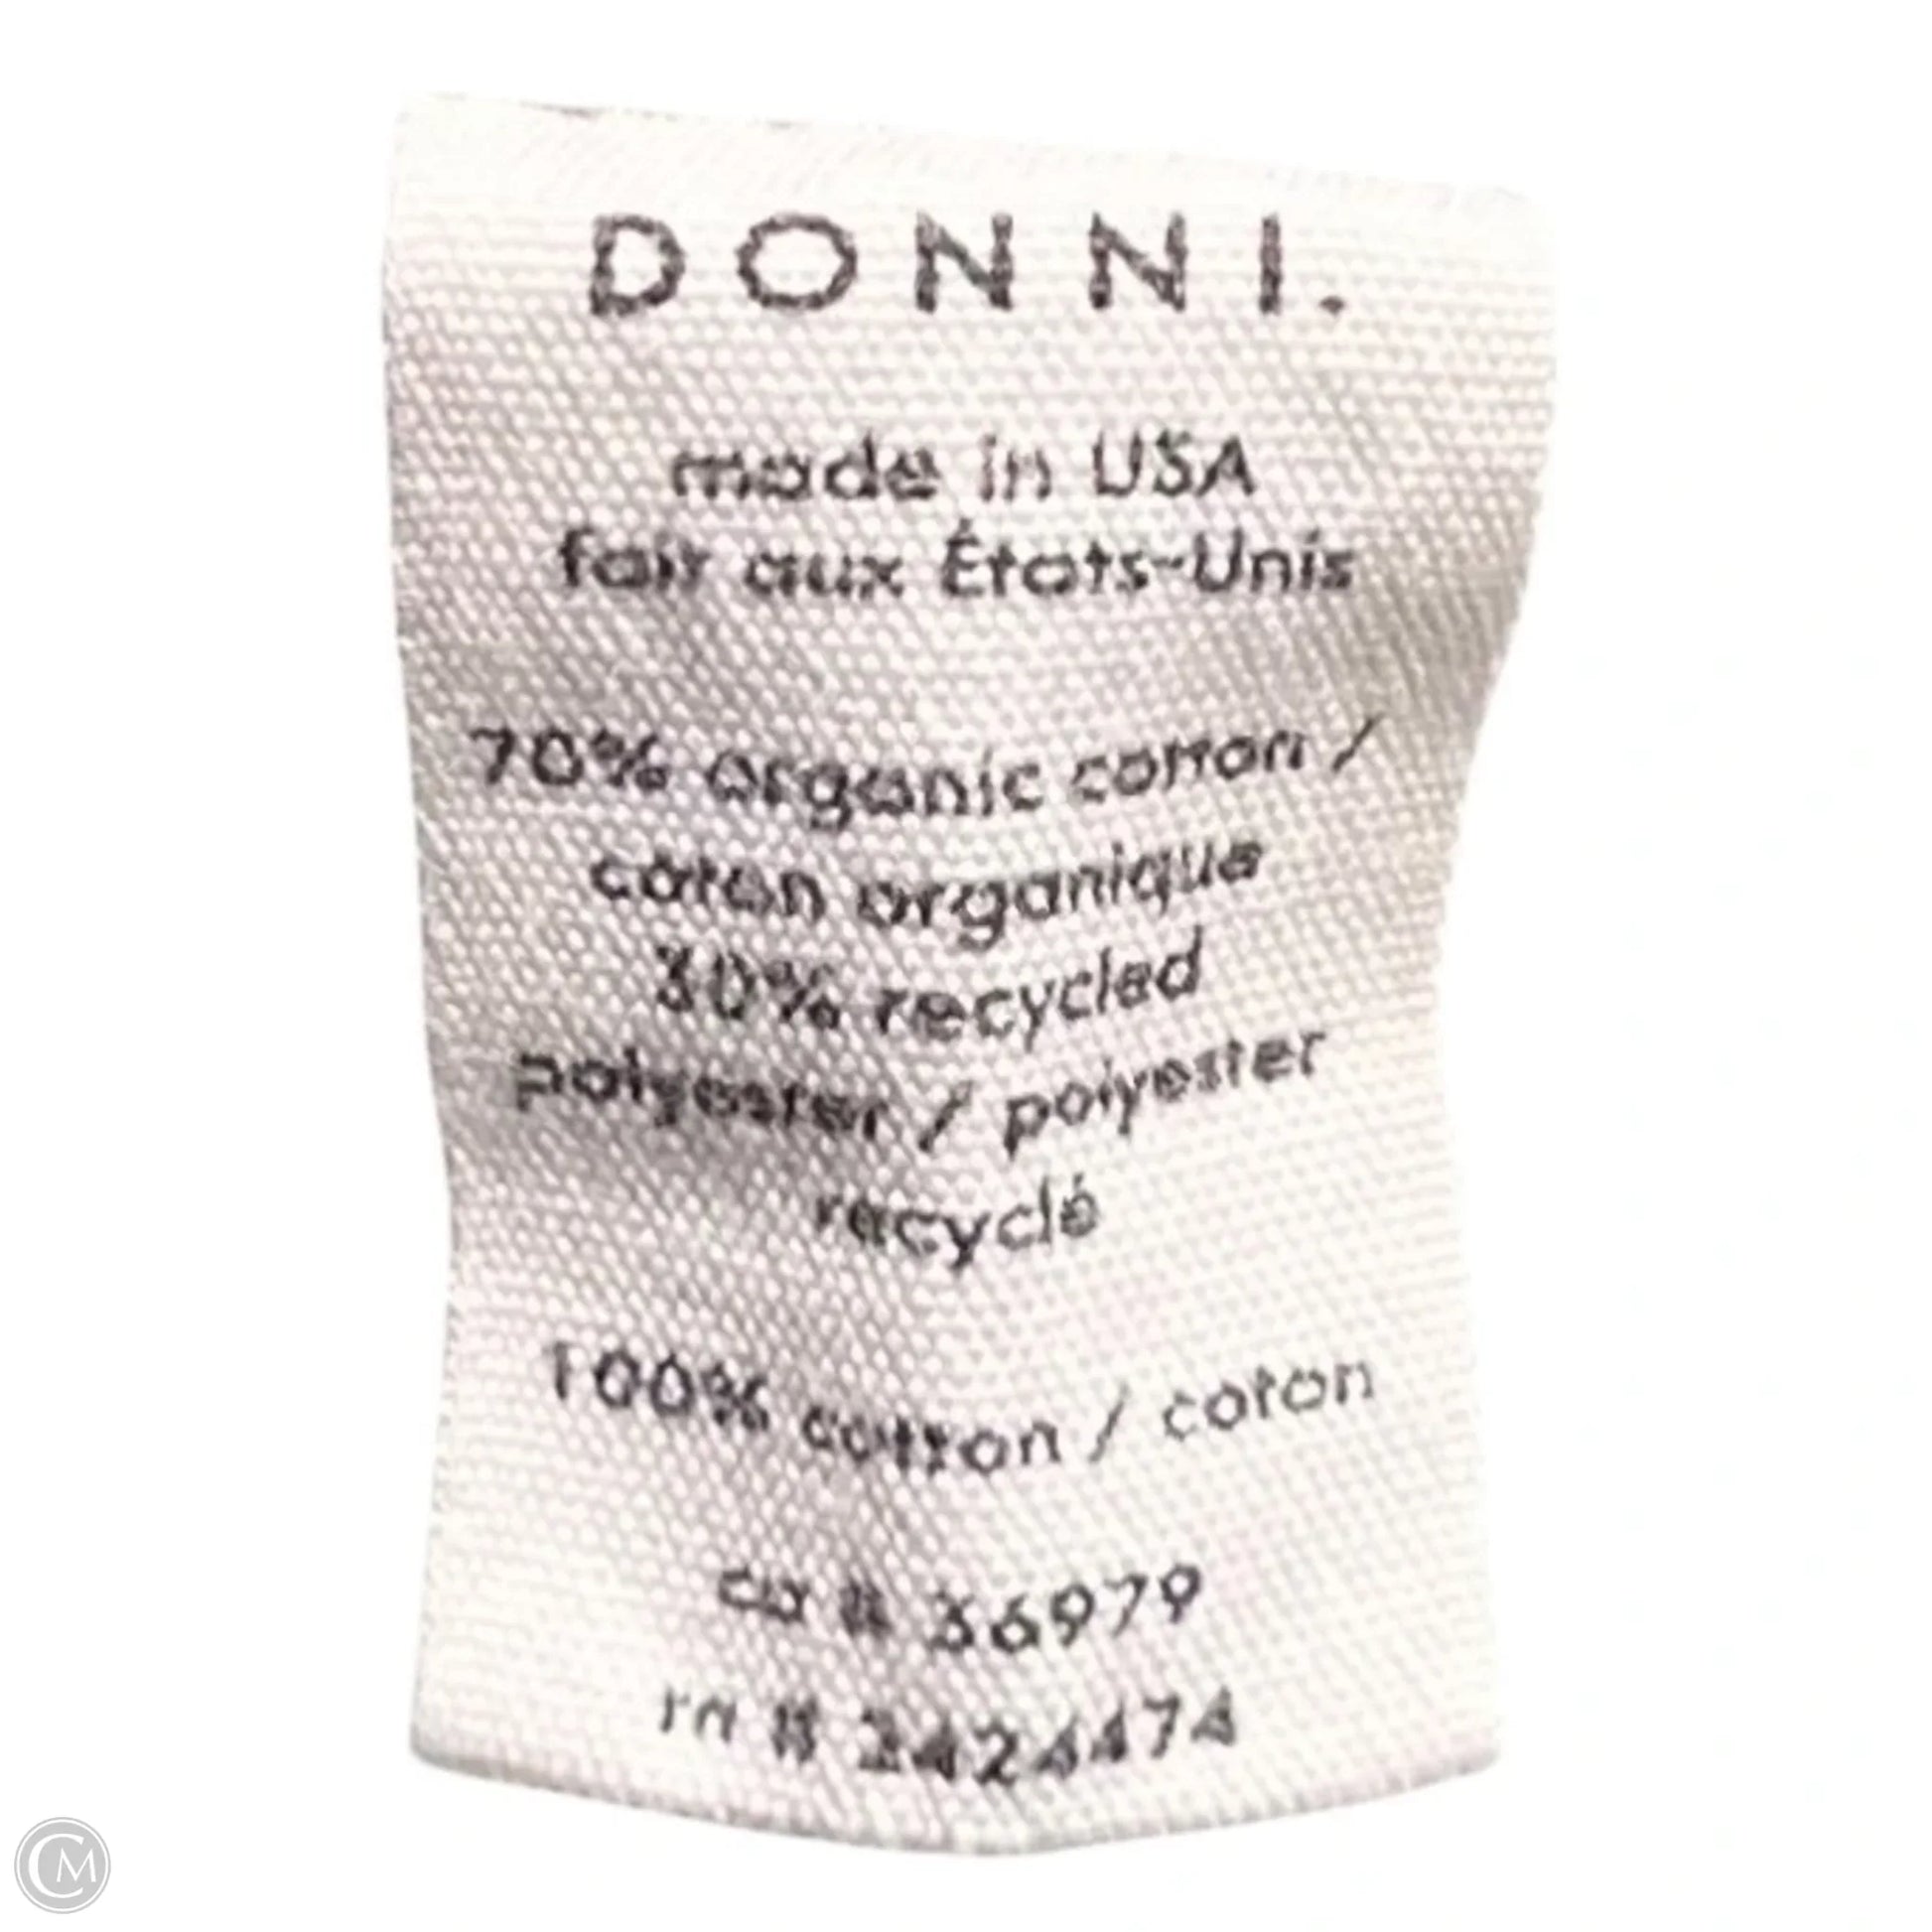 DONNI.
made in USA
fait aux États-Unis
70% organic cotton /
coton organique
30% recycled
polyester / polyester
recyclé
100% cotton / coton
ca # 36979
rn #
CM